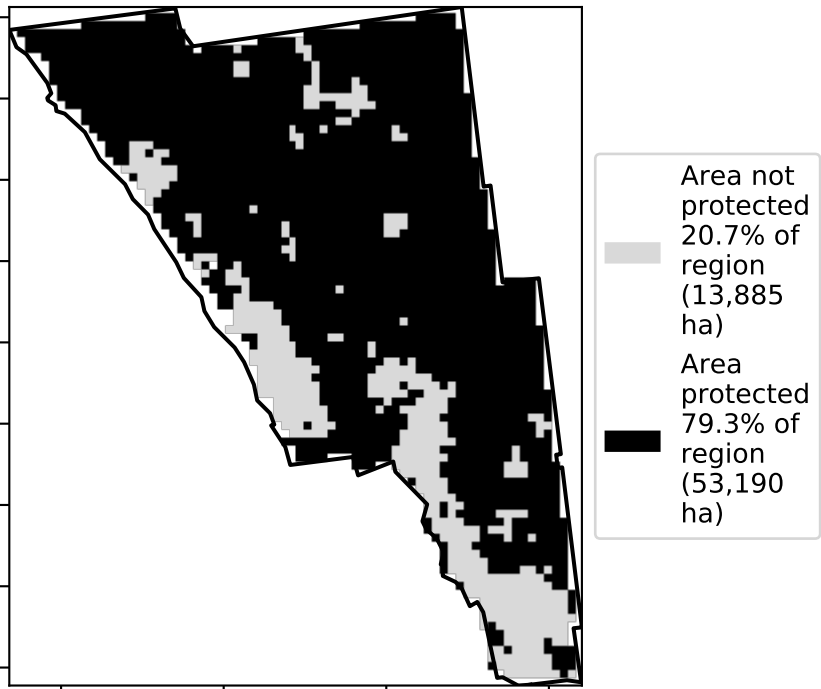 Area not
protected
20.7% of
region
(13,885
ha)
Area
protected
79.3% of
region
(53,190
ha)